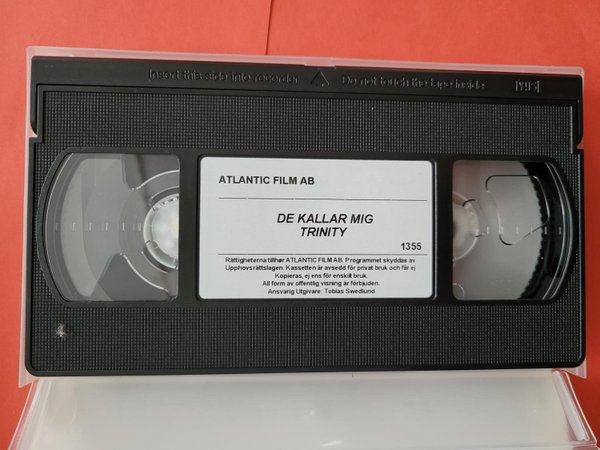 Insert this side into recorder
Do not touch the tape inside
VHS
ATLANTIC FILM AB
DE KALLAR MIG
TRINITY
1355
Rättigheterna tillhør ATLANTIC FILM AB. Programmet skyddas av
Upphovsrättslagen. Kassetten är avsedd för privat bruk och får ej
Kopieras, ej ens för enskilt bruk.
All form av offentlig visning är förbjuden.
Ansvarig Utgivare: Tobias Swedlund